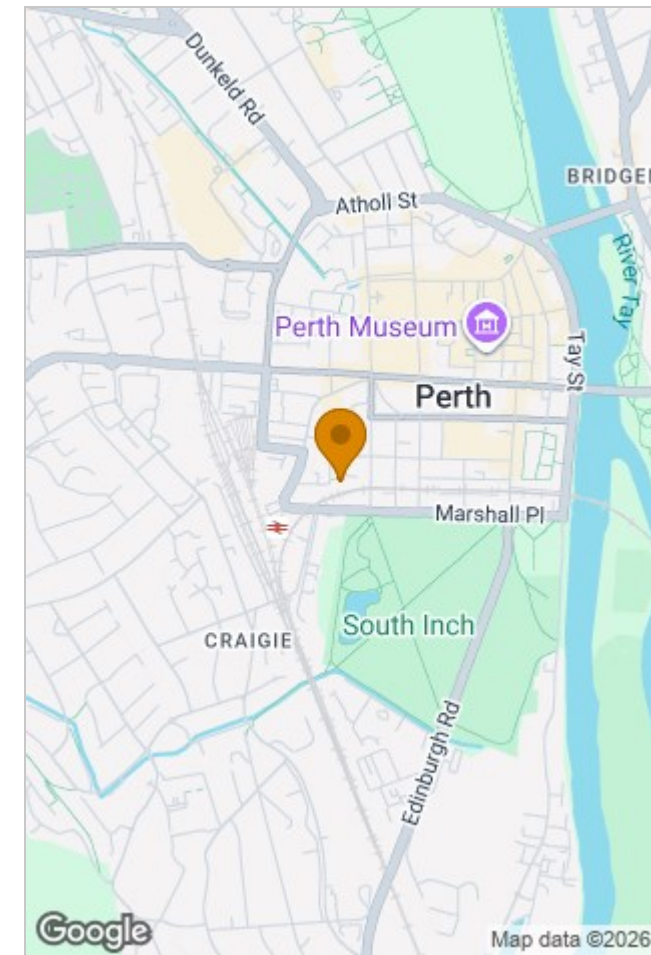 Dunkeld Rd
Atholl St
River Tay
Perth Museum
Tay St
Perth
Marshall Pl
South Inch
CRAIGIE
Edinburgh Rd
Google
Map data ©2026